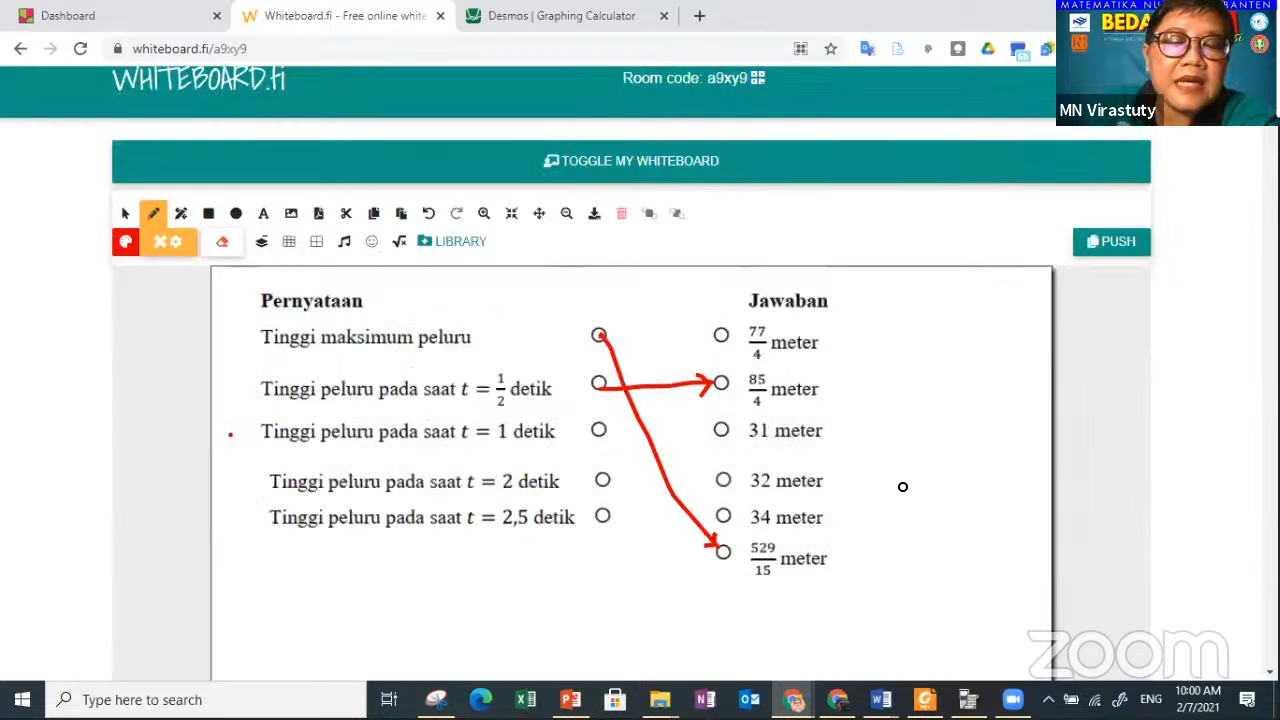 Dashboard
Whiteboard.fi - Free online white
Desmos | Graphing Calculator
whiteboard.fi/a9xy9
MATEMATIKA NU BANTEN
BEDA
MN Virastuty
WHITEBOARD.fi
Room code: a9xy9
TOGGLE MY WHITEBOARD
LIBRARY
PUSH
Pernyataan Jawaban
Tinggi maksimum peluru 77/4 meter
Tinggi peluru pada saat t = 1/2 detik 85/4 meter
Tinggi peluru pada saat t = 1 detik 31 meter
Tinggi peluru pada saat t = 2 detik 32 meter
Tinggi peluru pada saat t = 2,5 detik 34 meter
529/15 meter
zoom
Type here to search
ENG
10:00 AM
2/7/2021